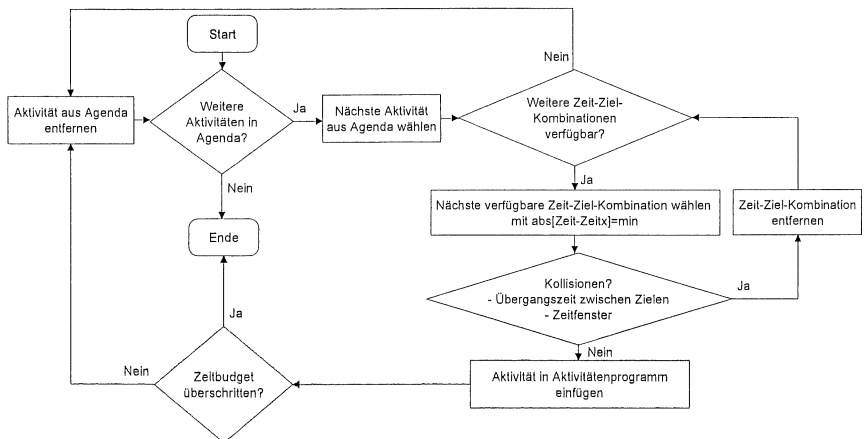 Start
Nein
Aktivität aus Agenda
entfernen
Weitere
Aktivitäten in
Agenda?
Ja
Nächste Aktivität
aus Agenda wählen
Weitere Zeit-Ziel-
Kombinationen
verfügbar?
Nein
Ja
Nächste verfügbare Zeit-Ziel-Kombination wählen
mit abs[Zeit-Zeitx]=min
Zeit-Ziel-Kombination
entfernen
Ende
Kollisionen?
- Übergangszeit zwischen Zielen
- Zeitfenster
Ja
Ja
Nein
Nein
Zeitbudget
überschritten?
Aktivität in Aktivitätenprogramm
einfügen